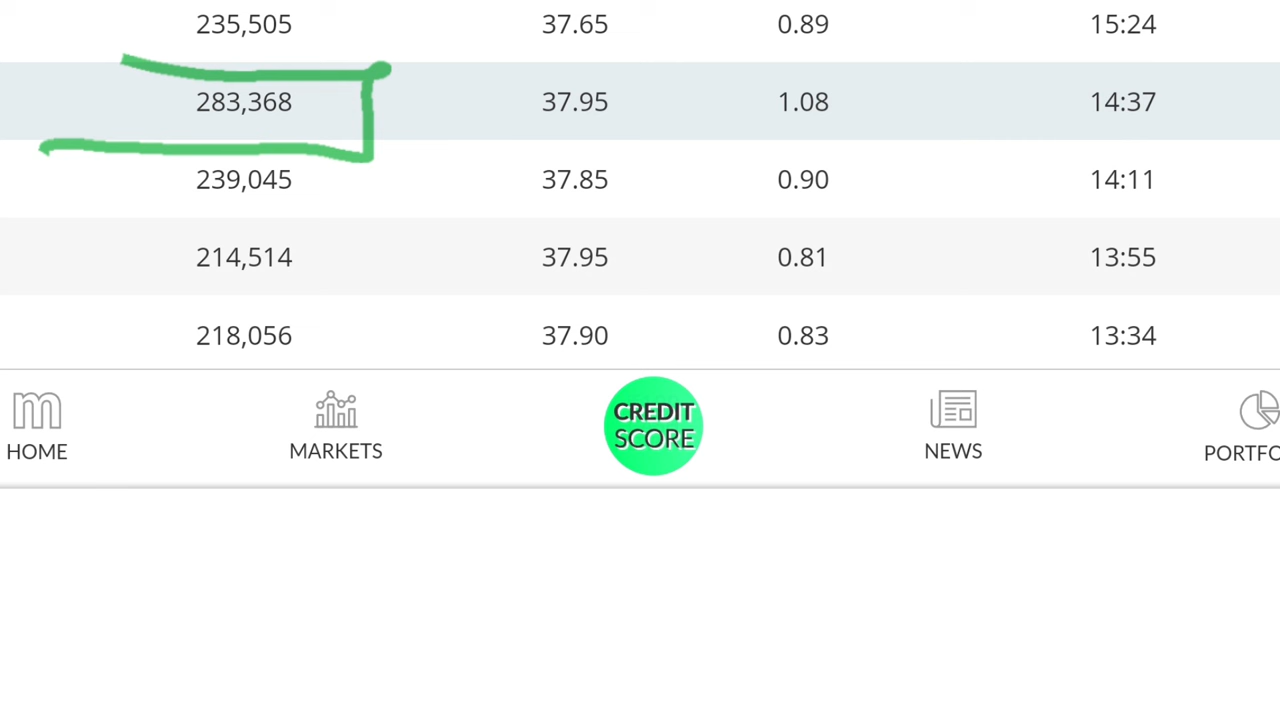 235,505 37.65 0.89 15:24
283,368 37.95 1.08 14:37
239,045 37.85 0.90 14:11
214,514 37.95 0.81 13:55
218,056 37.90 0.83 13:34
m
HOME MARKETS CREDIT SCORE NEWS PORTFO